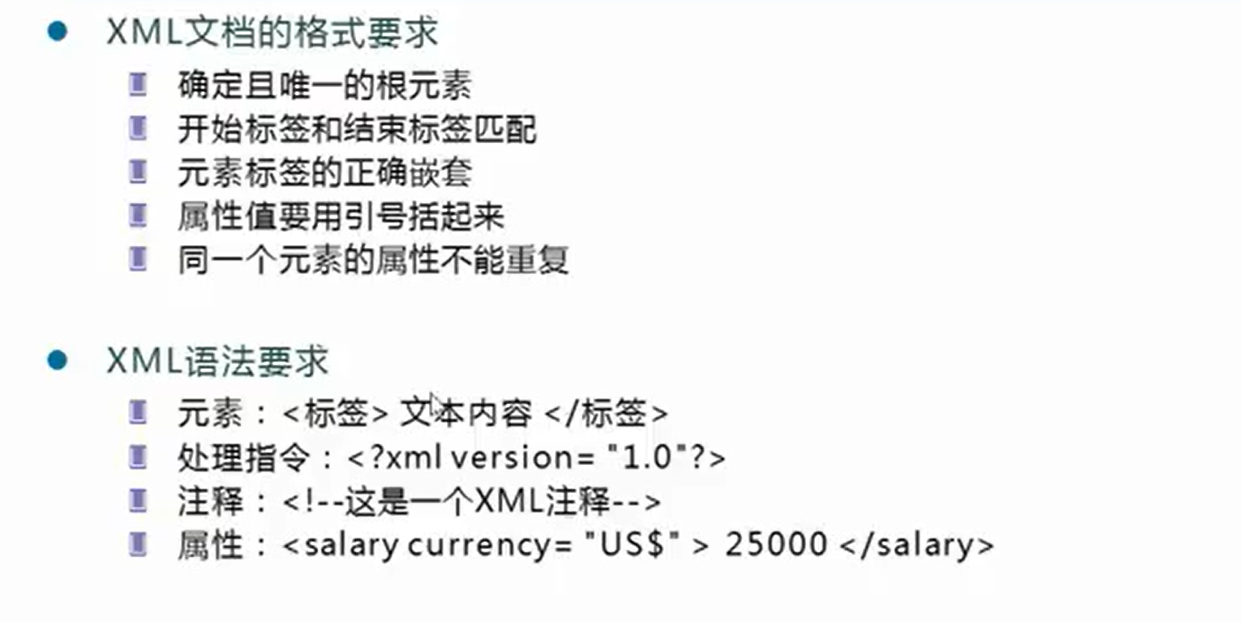 XML文档的格式要求
确定且唯一的根元素
开始标签和结束标签匹配
元素标签的正确嵌套
属性值要用引号括起来
同一个元素的属性不能重复
XML语法要求
元素：<标签> 文本内容 </标签>
处理指令：<?xml version= "1.0"?>
注释：<!--这是一个XML注释-->
属性：<salary currency= "US$" > 25000 </salary>